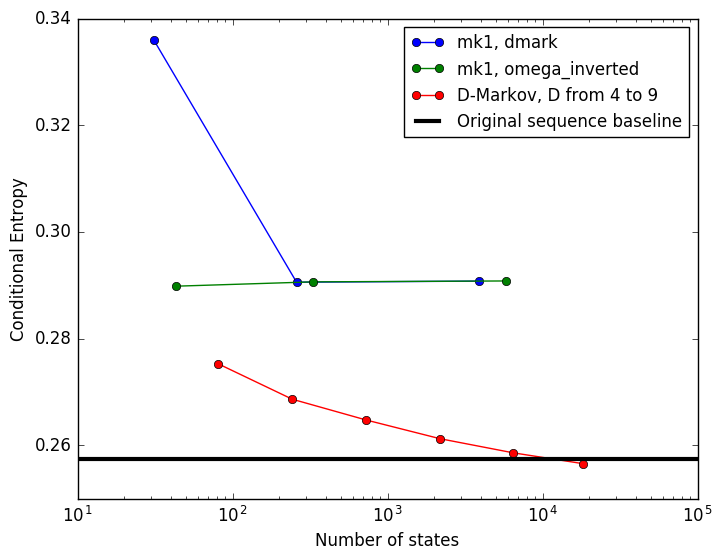 0.34
0.32
0.30
0.28
0.26
Conditional Entropy
mk1, dmark
mk1, omega_inverted
D-Markov, D from 4 to 9
Original sequence baseline
10^1 10^2 10^3 10^4 10^5
Number of states